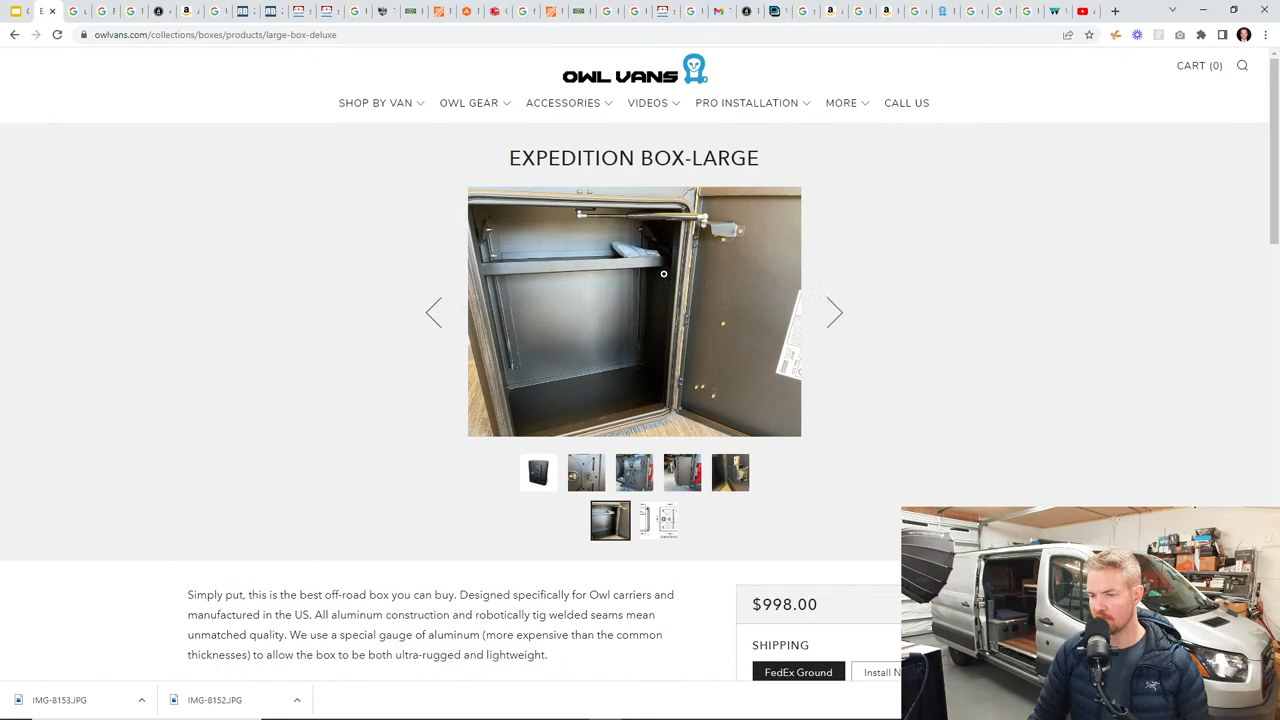 owlvans.com/collections/boxes/products/large-box-deluxe
OWL VANS
CART (0)
SHOP BY VAN
OWL GEAR
ACCESSORIES
VIDEOS
PRO INSTALLATION
MORE
CALL US
EXPEDITION BOX-LARGE
Simply put, this is the best off-road box you can buy. Designed specifically for Owl carriers and
manufactured in the US. All aluminum construction and robotically tig welded seams mean
unmatched quality. We use a special gauge of aluminum (more expensive than the common
thicknesses) to allow the box to be both ultra-rugged and lightweight.
$998.00
SHIPPING
FedEx Ground
Install N
IMG-8153.JPG
IMG-8152.JPG